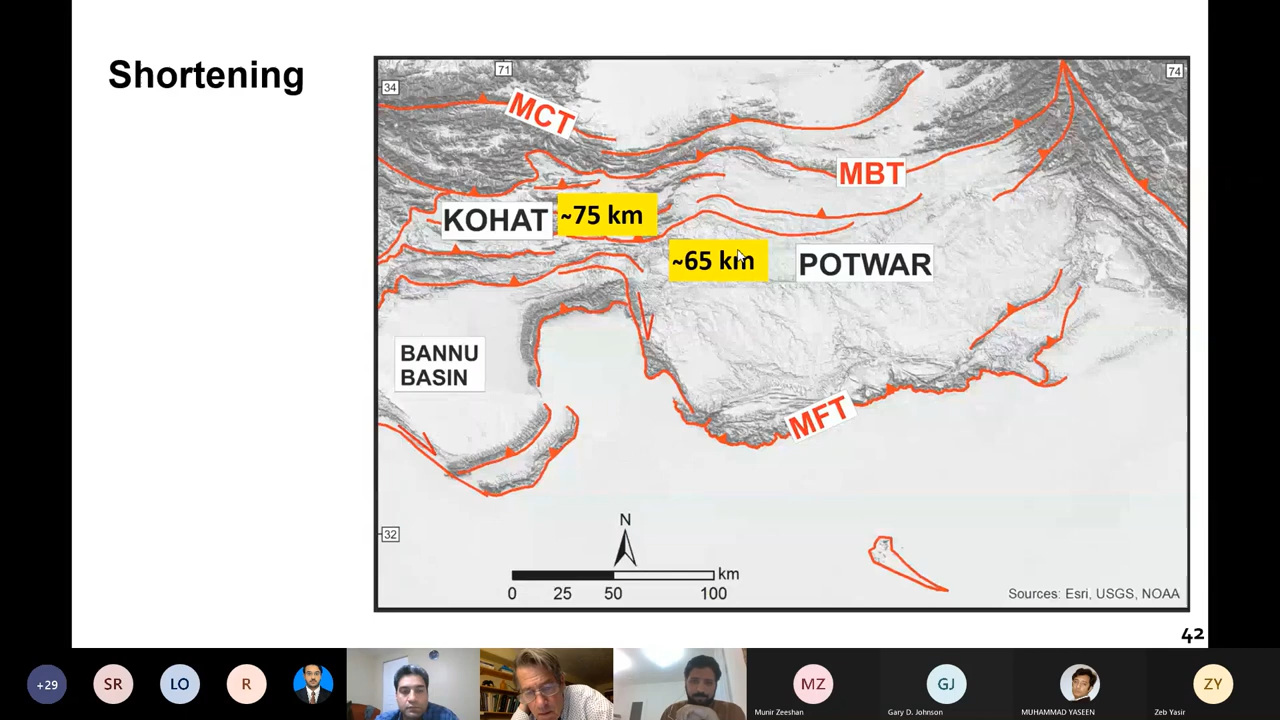 Shortening
71
74
34
MCT
MBT
KOHAT
~75 km
~65 km
POTWAR
BANNU
BASIN
MFT
32
N
km
0 25 50 100
Sources: Esri, USGS, NOAA
42
+29
SR
LO
R
MZ
GJ
ZY
Munir Zeeshan
Gary D. Johnson
MUHAMMAD YASEEN
Zeb Yasir